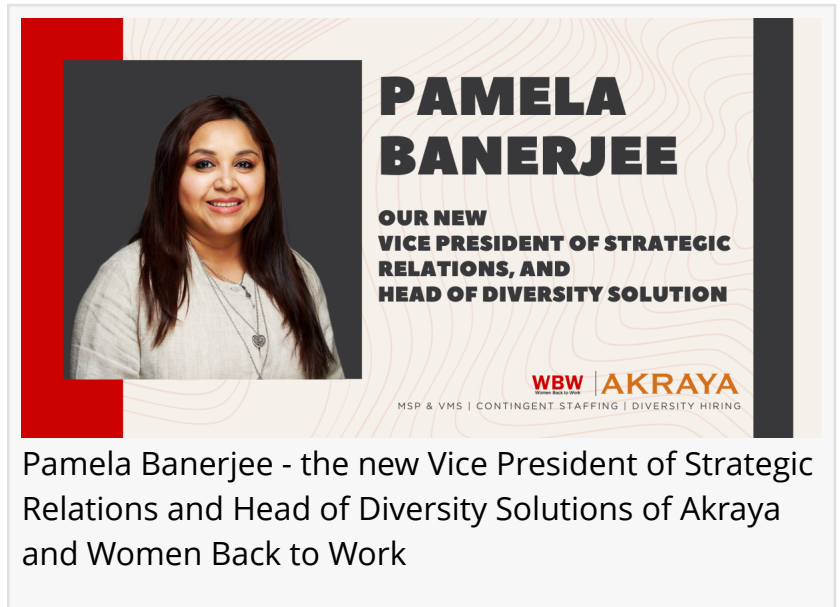 PAMELA
BANERJEE
OUR NEW
VICE PRESIDENT OF STRATEGIC
RELATIONS, AND
HEAD OF DIVERSITY SOLUTION
WBW | AKRAYA
Women Back to Work
MSP & VMS | CONTINGENT STAFFING | DIVERSITY HIRING
Pamela Banerjee - the new Vice President of Strategic
Relations and Head of Diversity Solutions of Akraya
and Women Back to Work